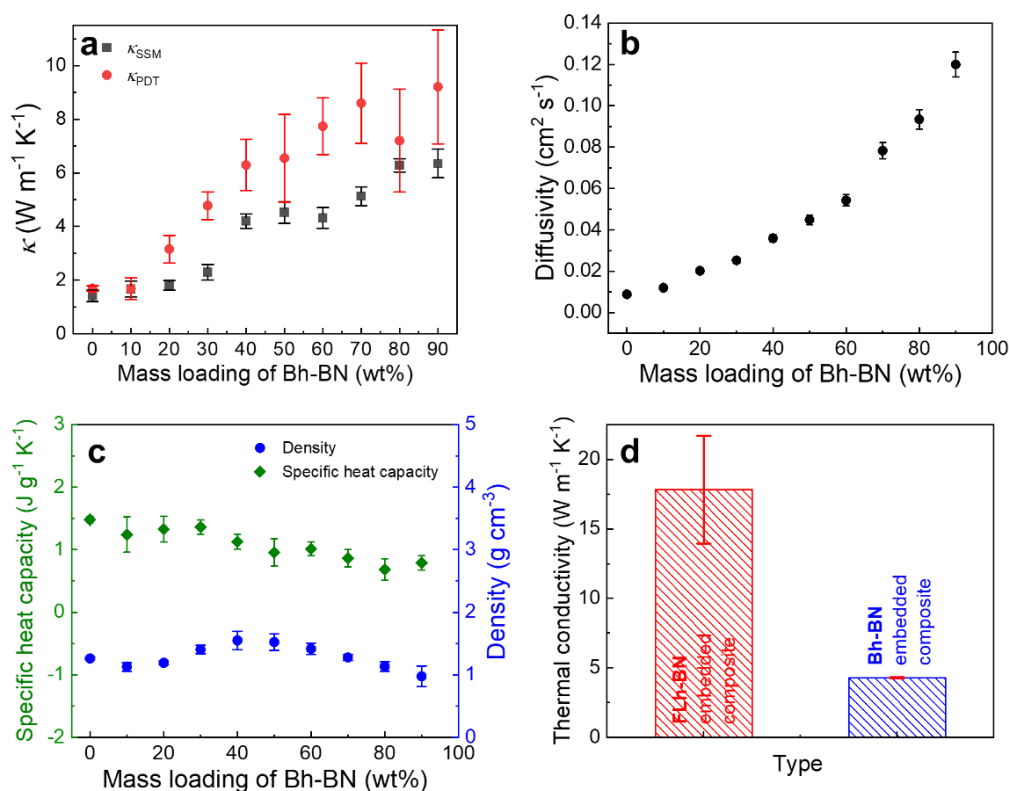 a
κSSM
κPDT
10
8
6
4
2
0
κ (W m-1 K-1)
0 10 20 30 40 50 60 70 80 90
Mass loading of Bh-BN (wt%)
b
0.14
0.12
0.10
0.08
0.06
0.04
0.02
0.00
Diffusivity (cm2 s-1)
0 20 40 60 80 100
Mass loading of Bh-BN (wt%)
c
Density
Specific heat capacity
3
2
1
0
-1
-2
Specific heat capacity (J g-1 K-1)
5
4
3
2
1
0
Density (g cm-3)
0 20 40 60 80 100
Mass loading of Bh-BN (wt%)
d
20
15
10
5
0
Thermal conductivity (W m-1 K-1)
FLh-BN
embedded
composite
Bh-BN
embedded
composite
Type